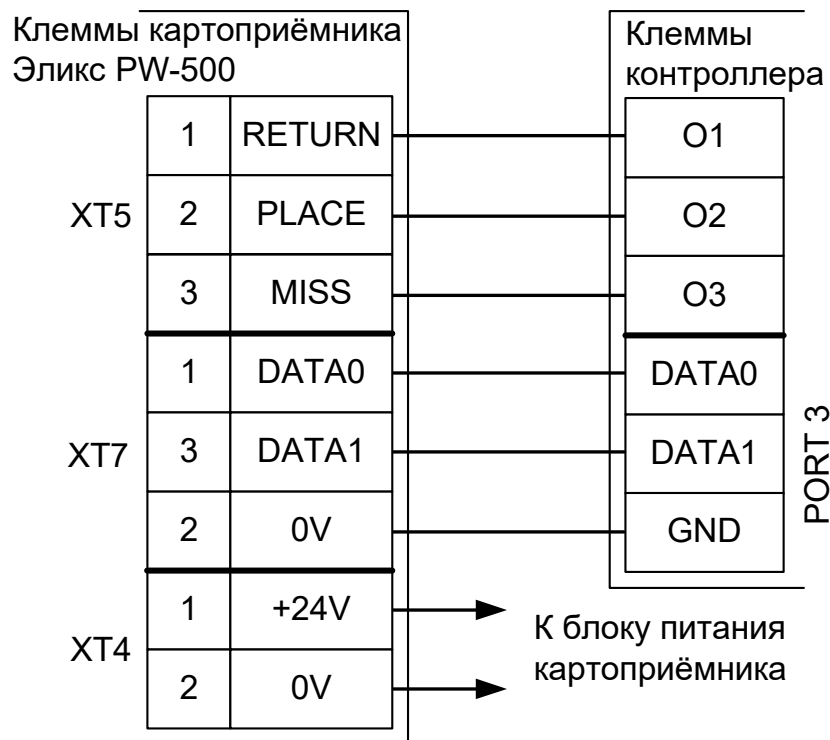 Клеммы картоприёмника
Эликс PW-500
Клеммы
контроллера
1 RETURN O1
XT5 2 PLACE O2
3 MISS O3
1 DATA0 DATA0
XT7 3 DATA1 DATA1
2 0V GND
PORT 3
1 +24V
XT4
2 0V
К блоку питания
картоприёмника